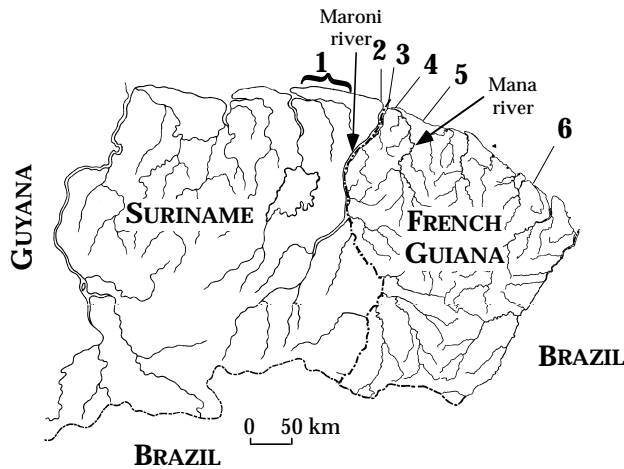 Maroni
river
1
2
3
4
5
Mana
river
6
GUYANA
SURINAME
FRENCH
GUIANA
BRAZIL
0 50 km
BRAZIL